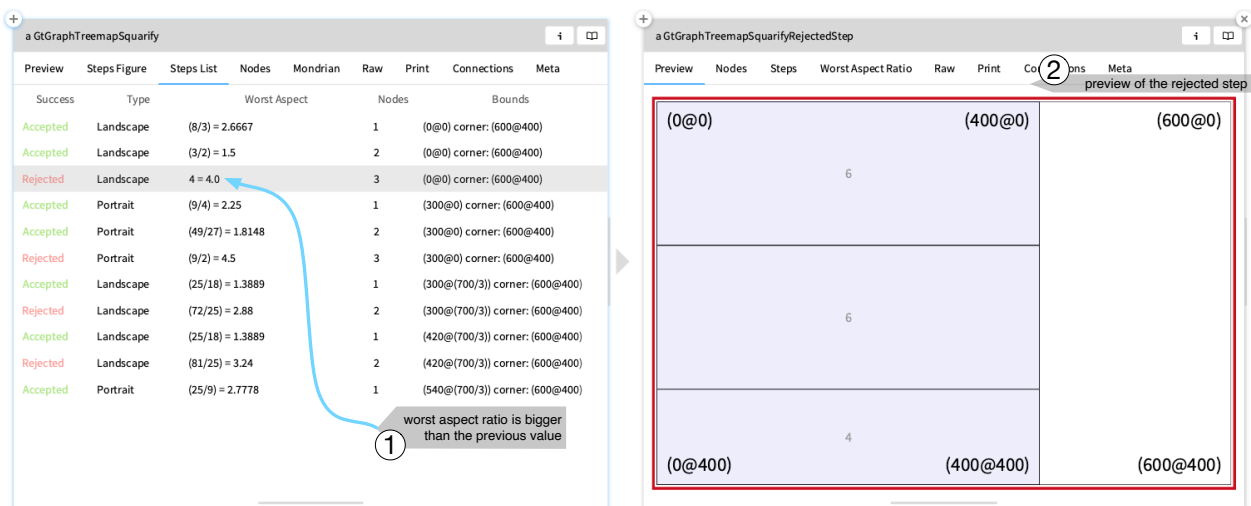 a GtGraphTreemapSquarify
i
Preview Steps Figure Steps List Nodes Mondrian Raw Print Connections Meta
Success Type Worst Aspect Nodes Bounds
Accepted Landscape (8/3) = 2.6667 1 (0@0) corner: (600@400)
Accepted Landscape (3/2) = 1.5 2 (0@0) corner: (600@400)
Rejected Landscape 4 = 4.0 3 (0@0) corner: (600@400)
Accepted Portrait (9/4) = 2.25 1 (300@0) corner: (600@400)
Accepted Portrait (49/27) = 1.8148 2 (300@0) corner: (600@400)
Rejected Portrait (9/2) = 4.5 3 (300@0) corner: (600@400)
Accepted Landscape (25/18) = 1.3889 1 (300@(700/3)) corner: (600@400)
Rejected Landscape (72/25) = 2.88 2 (300@(700/3)) corner: (600@400)
Accepted Landscape (25/18) = 1.3889 1 (420@(700/3)) corner: (600@400)
Rejected Landscape (81/25) = 3.24 2 (420@(700/3)) corner: (600@400)
Accepted Portrait (25/9) = 2.7778 1 (540@(700/3)) corner: (600@400)
worst aspect ratio is bigger
1 than the previous value
a GtGraphTreemapSquarifyRejectedStep
i
Preview Nodes Steps Worst Aspect Ratio Raw Print Co 2 ons Meta
preview of the rejected step
(0@0) (400@0) (600@0)
6
6
4
(0@400) (400@400) (600@400)